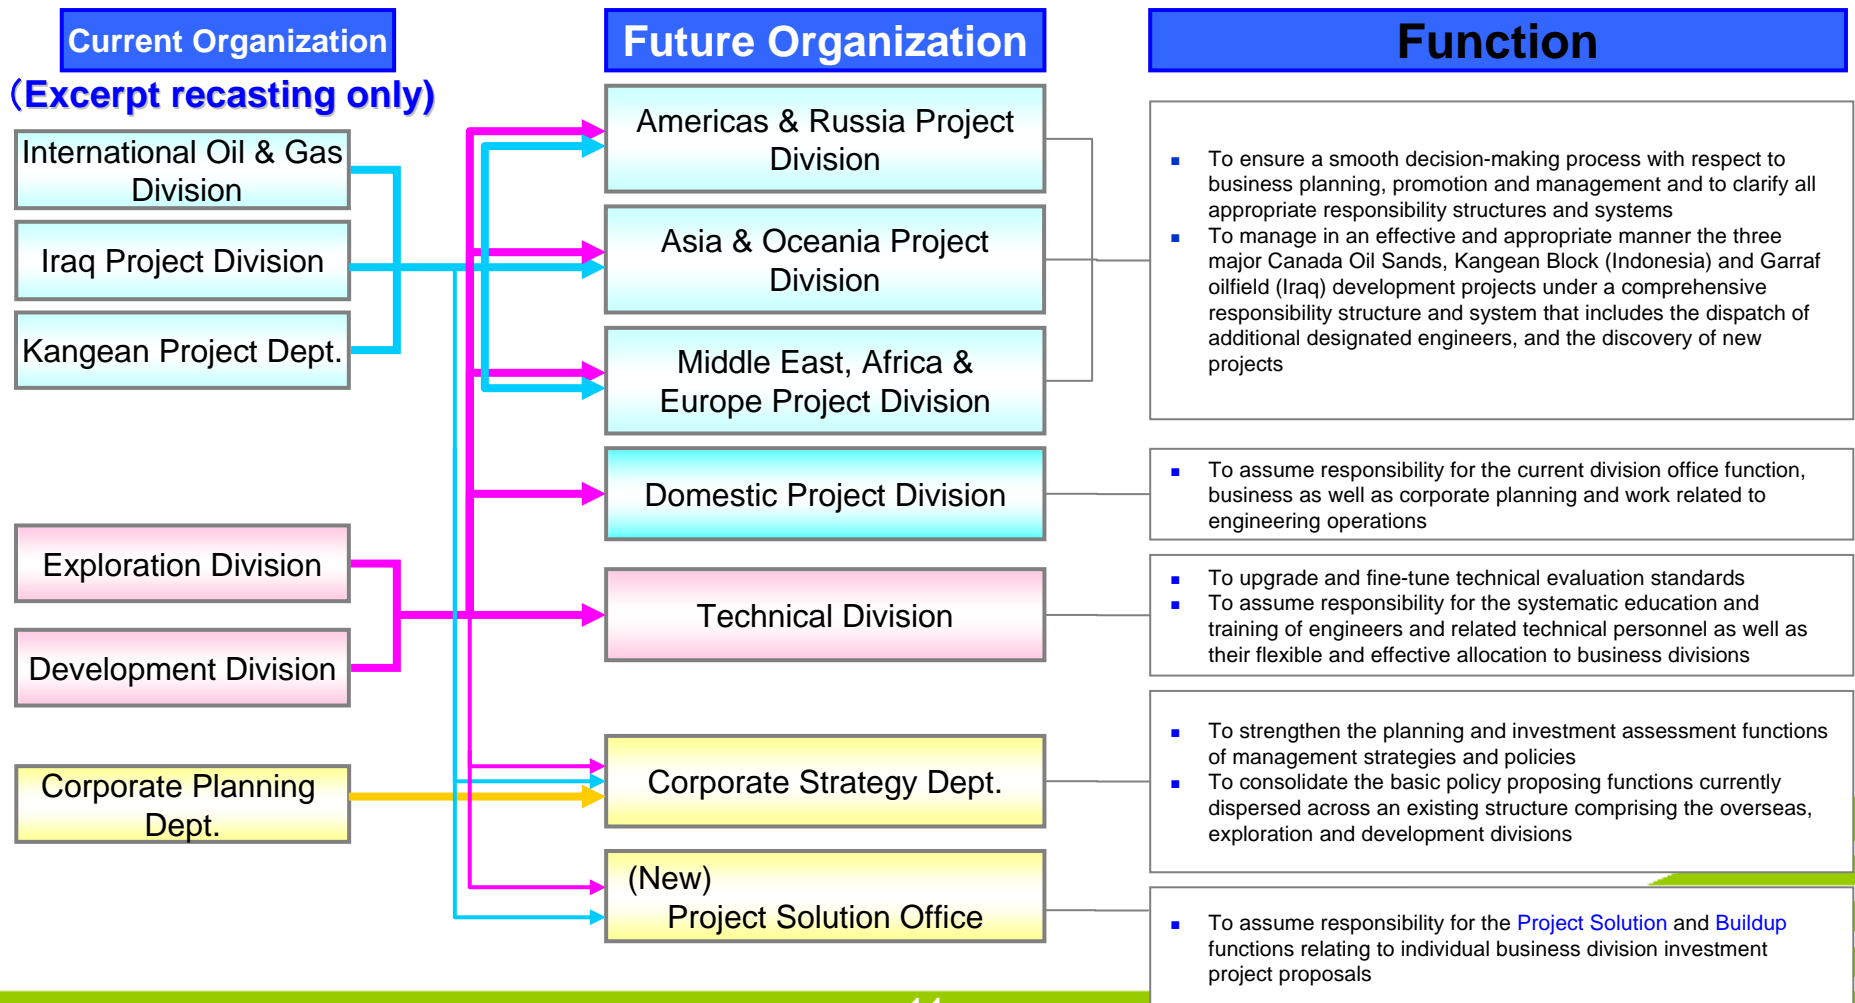 Current Organization
(Excerpt recasting only)
International Oil & Gas
Division
Iraq Project Division
Kangean Project Dept.
Exploration Division
Development Division
Corporate Planning
Dept.
Future Organization
Americas & Russia Project
Division
Asia & Oceania Project
Division
Middle East, Africa &
Europe Project Division
Domestic Project Division
Technical Division
Corporate Strategy Dept.
(New)
Project Solution Office
Function
▪ To ensure a smooth decision-making process with respect to
business planning, promotion and management and to clarify all
appropriate responsibility structures and systems
▪ To manage in an effective and appropriate manner the three
major Canada Oil Sands, Kangean Block (Indonesia) and Garraf
oilfield (Iraq) development projects under a comprehensive
responsibility structure and system that includes the dispatch of
additional designated engineers, and the discovery of new
projects
▪ To assume responsibility for the current division office function,
business as well as corporate planning and work related to
engineering operations
▪ To upgrade and fine-tune technical evaluation standards
▪ To assume responsibility for the systematic education and
training of engineers and related technical personnel as well as
their flexible and effective allocation to business divisions
▪ To strengthen the planning and investment assessment functions
of management strategies and policies
▪ To consolidate the basic policy proposing functions currently
dispersed across an existing structure comprising the overseas,
exploration and development divisions
▪ To assume responsibility for the Project Solution and Buildup
functions relating to individual business division investment
project proposals